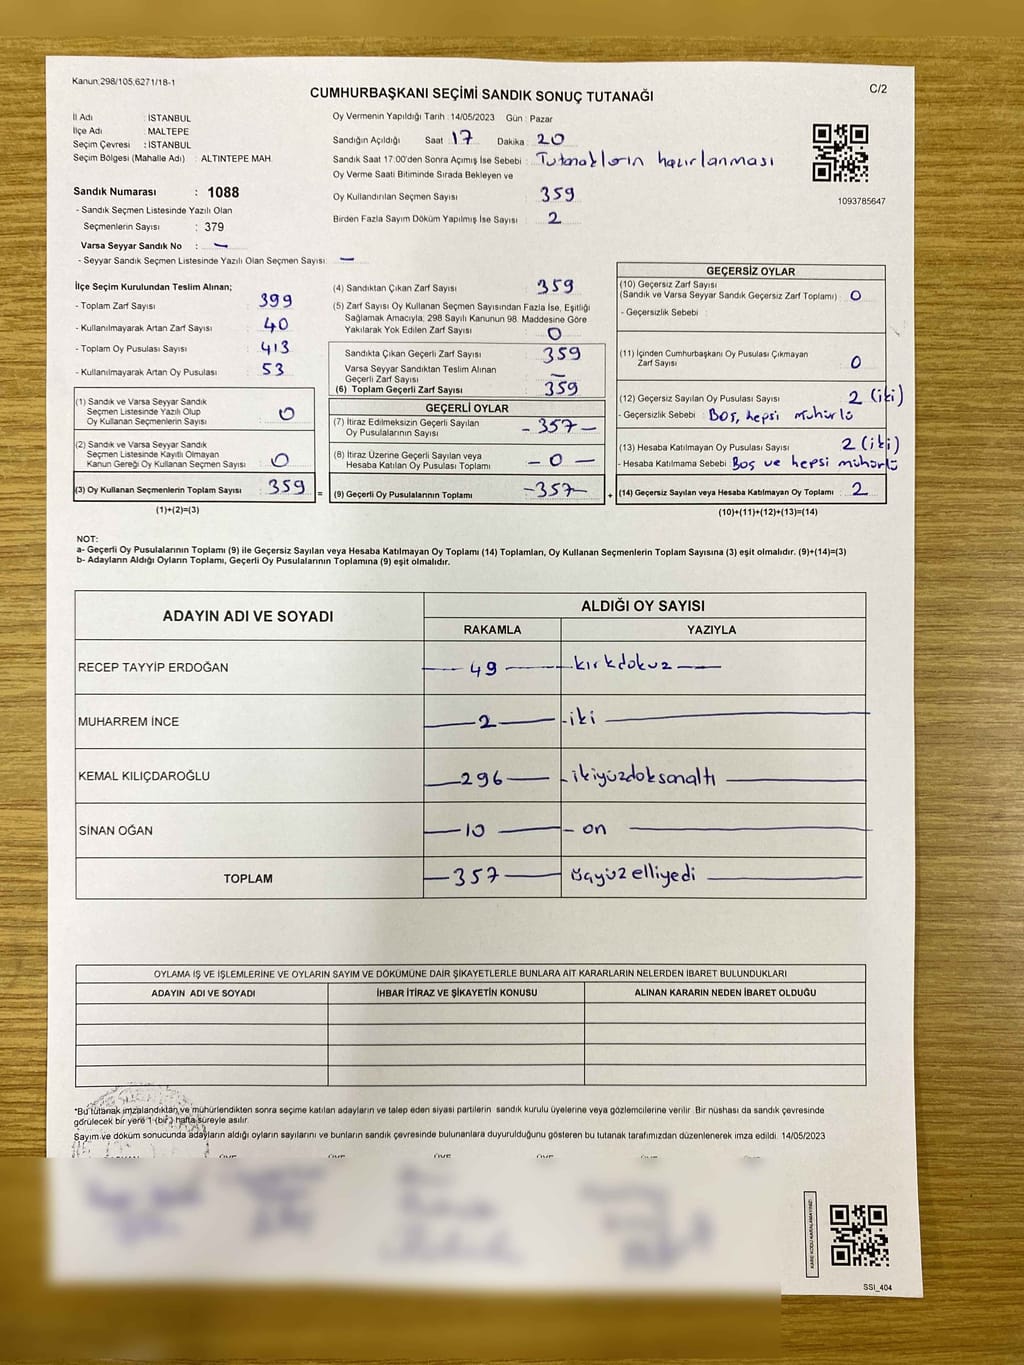 Kanun,298/105,6271/18-1
C/2
CUMHURBAŞKANI SEÇİMİ SANDIK SONUÇ TUTANAĞI
İl Adı : İSTANBUL
İlçe Adı : MALTEPE
Seçim Çevresi : İSTANBUL
Seçim Bölgesi (Mahalle Adı) : ALTINTEPE MAH.
Oy Vermenin Yapıldığı Tarih : 14/05/2023 Gün : Pazar
Sandığın Açıldığı Saat 17 Dakika : 20
Sandık Saat 17:00'den Sonra Açımış İse Sebebi : Tutanakların hazırlanması
Oy Verme Saati Bitiminde Sırada Bekleyen ve
Oy Kullandırılan Seçmen Sayısı : 359
Birden Fazla Sayım Döküm Yapılmış İse Sayısı : 2
1093785647
Sandık Numarası : 1088
- Sandık Seçmen Listesinde Yazılı Olan
Seçmenlerin Sayısı : 379
Varsa Seyyar Sandık No : —
- Seyyar Sandık Seçmen Listesinde Yazılı Olan Seçmen Sayısı: —
İlçe Seçim Kurulundan Teslim Alınan;
- Toplam Zarf Sayısı 399
- Kullanılmayarak Artan Zarf Sayısı 40
- Toplam Oy Pusulası Sayısı 413
- Kullanılmayarak Artan Oy Pusulası 53
(1) Sandık ve Varsa Seyyar Sandık
Seçmen Listesinde Yazılı Olup
Oy Kullanan Seçmenlerin Sayısı 0
(2) Sandık ve Varsa Seyyar Sandık
Seçmen Listesinde Kayıtlı Olmayan
Kanun Gereği Oy Kullanan Seçmen Sayısı 0
(3) Oy Kullanan Seçmenlerin Toplam Sayısı 359 =
(1)+(2)=(3)
(4) Sandıktan Çıkan Zarf Sayısı 359
(5) Zarf Sayısı Oy Kullanan Seçmen Sayısından Fazla İse, Eşitliği
Sağlamak Amacıyla; 298 Sayılı Kanunun 98. Maddesine Göre
Yakılarak Yok Edilen Zarf Sayısı 0
Sandıkta Çıkan Geçerli Zarf Sayısı 359
Varsa Seyyar Sandıktan Teslim Alınan
Geçerli Zarf Sayısı —
(6) Toplam Geçerli Zarf Sayısı 359
GEÇERLİ OYLAR
(7) İtiraz Edilmeksizin Geçerli Sayılan
Oy Pusulalarının Sayısı - 357 -
(8) İtiraz Üzerine Geçerli Sayılan veya
Hesaba Katılan Oy Pusulası Toplamı - 0 -
(9) Geçerli Oy Pusulalarının Toplamı - 357 - +
GEÇERSİZ OYLAR
(10) Geçersiz Zarf Sayısı
(Sandık ve Varsa Seyyar Sandık Geçersiz Zarf Toplamı) 0
- Geçersizlik Sebebi :
(11) İçinden Cumhurbaşkanı Oy Pusulası Çıkmayan
Zarf Sayısı 0
(12) Geçersiz Sayılan Oy Pusulası Sayısı 2 (iki)
- Geçersizlik Sebebi : Boş, hepsi mühürlü
(13) Hesaba Katılmayan Oy Pusulası Sayısı 2 (iki)
- Hesaba Katılmama Sebebi Boş ve hepsi mühürlü
(14) Geçersiz Sayılan veya Hesaba Katılmayan Oy Toplamı 2
(10)+(11)+(12)+(13)=(14)
NOT:
a- Geçerli Oy Pusulalarının Toplamı (9) ile Geçersiz Sayılan veya Hesaba Katılmayan Oy Toplamı (14) Toplamları, Oy Kullanan Seçmenlerin Toplam Sayısına (3) eşit olmalıdır. (9)+(14)=(3)
b- Adayların Aldığı Oyların Toplamı, Geçerli Oy Pusulalarının Toplamına (9) eşit olmalıdır.
ADAYIN ADI VE SOYADI ALDIĞI OY SAYISI
RAKAMLA YAZIYLA
RECEP TAYYİP ERDOĞAN 49 kırkdokuz
MUHARREM İNCE 2 iki
KEMAL KILIÇDAROĞLU 296 ikiyüzdoksanaltı
SİNAN OĞAN 10 on
TOPLAM 357 üçyüzelliyedi
OYLAMA İŞ VE İŞLEMLERİNE VE OYLARIN SAYIM VE DÖKÜMÜNE DAİR ŞİKAYETLERLE BUNLARA AİT KARARLARIN NELERDEN İBARET BULUNDUKLARI
ADAYIN ADI VE SOYADI İHBAR İTİRAZ VE ŞİKAYETİN KONUSU ALINAN KARARIN NEDEN İBARET OLDUĞU
*Bu tutanak imzalandıktan ve mühürlendikten sonra seçime katılan adayların ve talep eden siyasi partilerin sandık kurulu üyelerine veya gözlemcilerine verilir. Bir nüshası da sandık çevresinde
görülecek bir yere 1 (bir) hafta süreyle asılır.
Sayım ve döküm sonucunda adayların aldığı oyların sayılarını ve bunların sandık çevresinde bulunanlara duyurulduğunu gösteren bu tutanak tarafımızdan düzenlenerek imza edildi. 14/05/2023
SSI_404